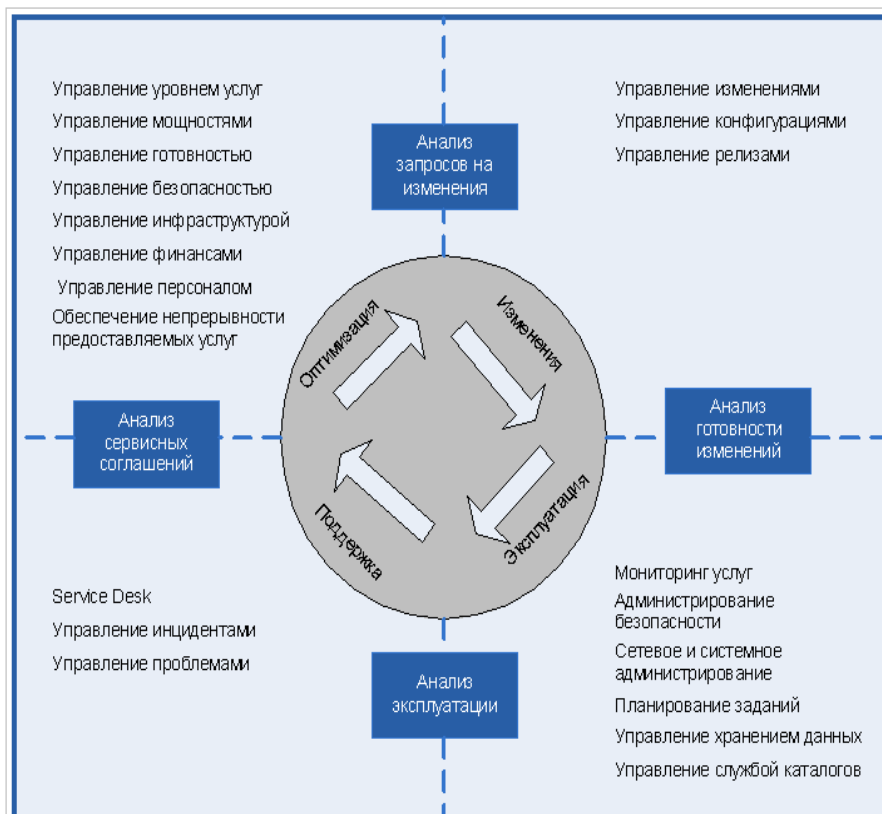 Управление уровнем услуг
Управление мощностями
Управление готовностью
Управление безопасностью
Управление инфраструктурой
Управление финансами
Управление персоналом
Обеспечение непрерывности
предоставляемых услуг
Анализ
запросов на
изменения
Управление изменениями
Управление конфигурациями
Управление релизами
Оптимизация
Изменения
Анализ
сервисных
соглашений
Анализ
готовности
изменений
Поддержка
Эксплуатация
Service Desk
Управление инцидентами
Управление проблемами
Анализ
эксплуатации
Мониторинг услуг
Администрирование
безопасности
Сетевое и системное
администрирование
Планирование заданий
Управление хранением данных
Управление службой каталогов